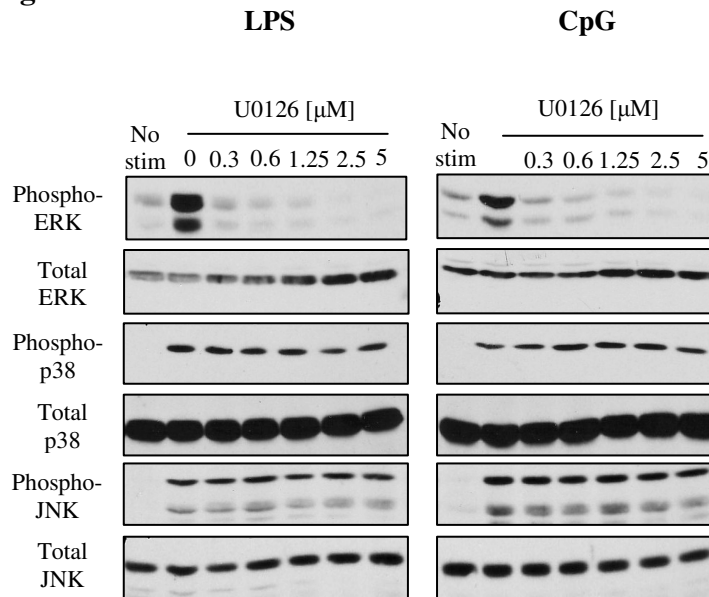 g
LPS CpG
U0126 [μM] U0126 [μM]
No stim 0 0.3 0.6 1.25 2.5 5 No stim 0.3 0.6 1.25 2.5 5
Phospho-
ERK
Total
ERK
Phospho-
p38
Total
p38
Phospho-
JNK
Total
JNK